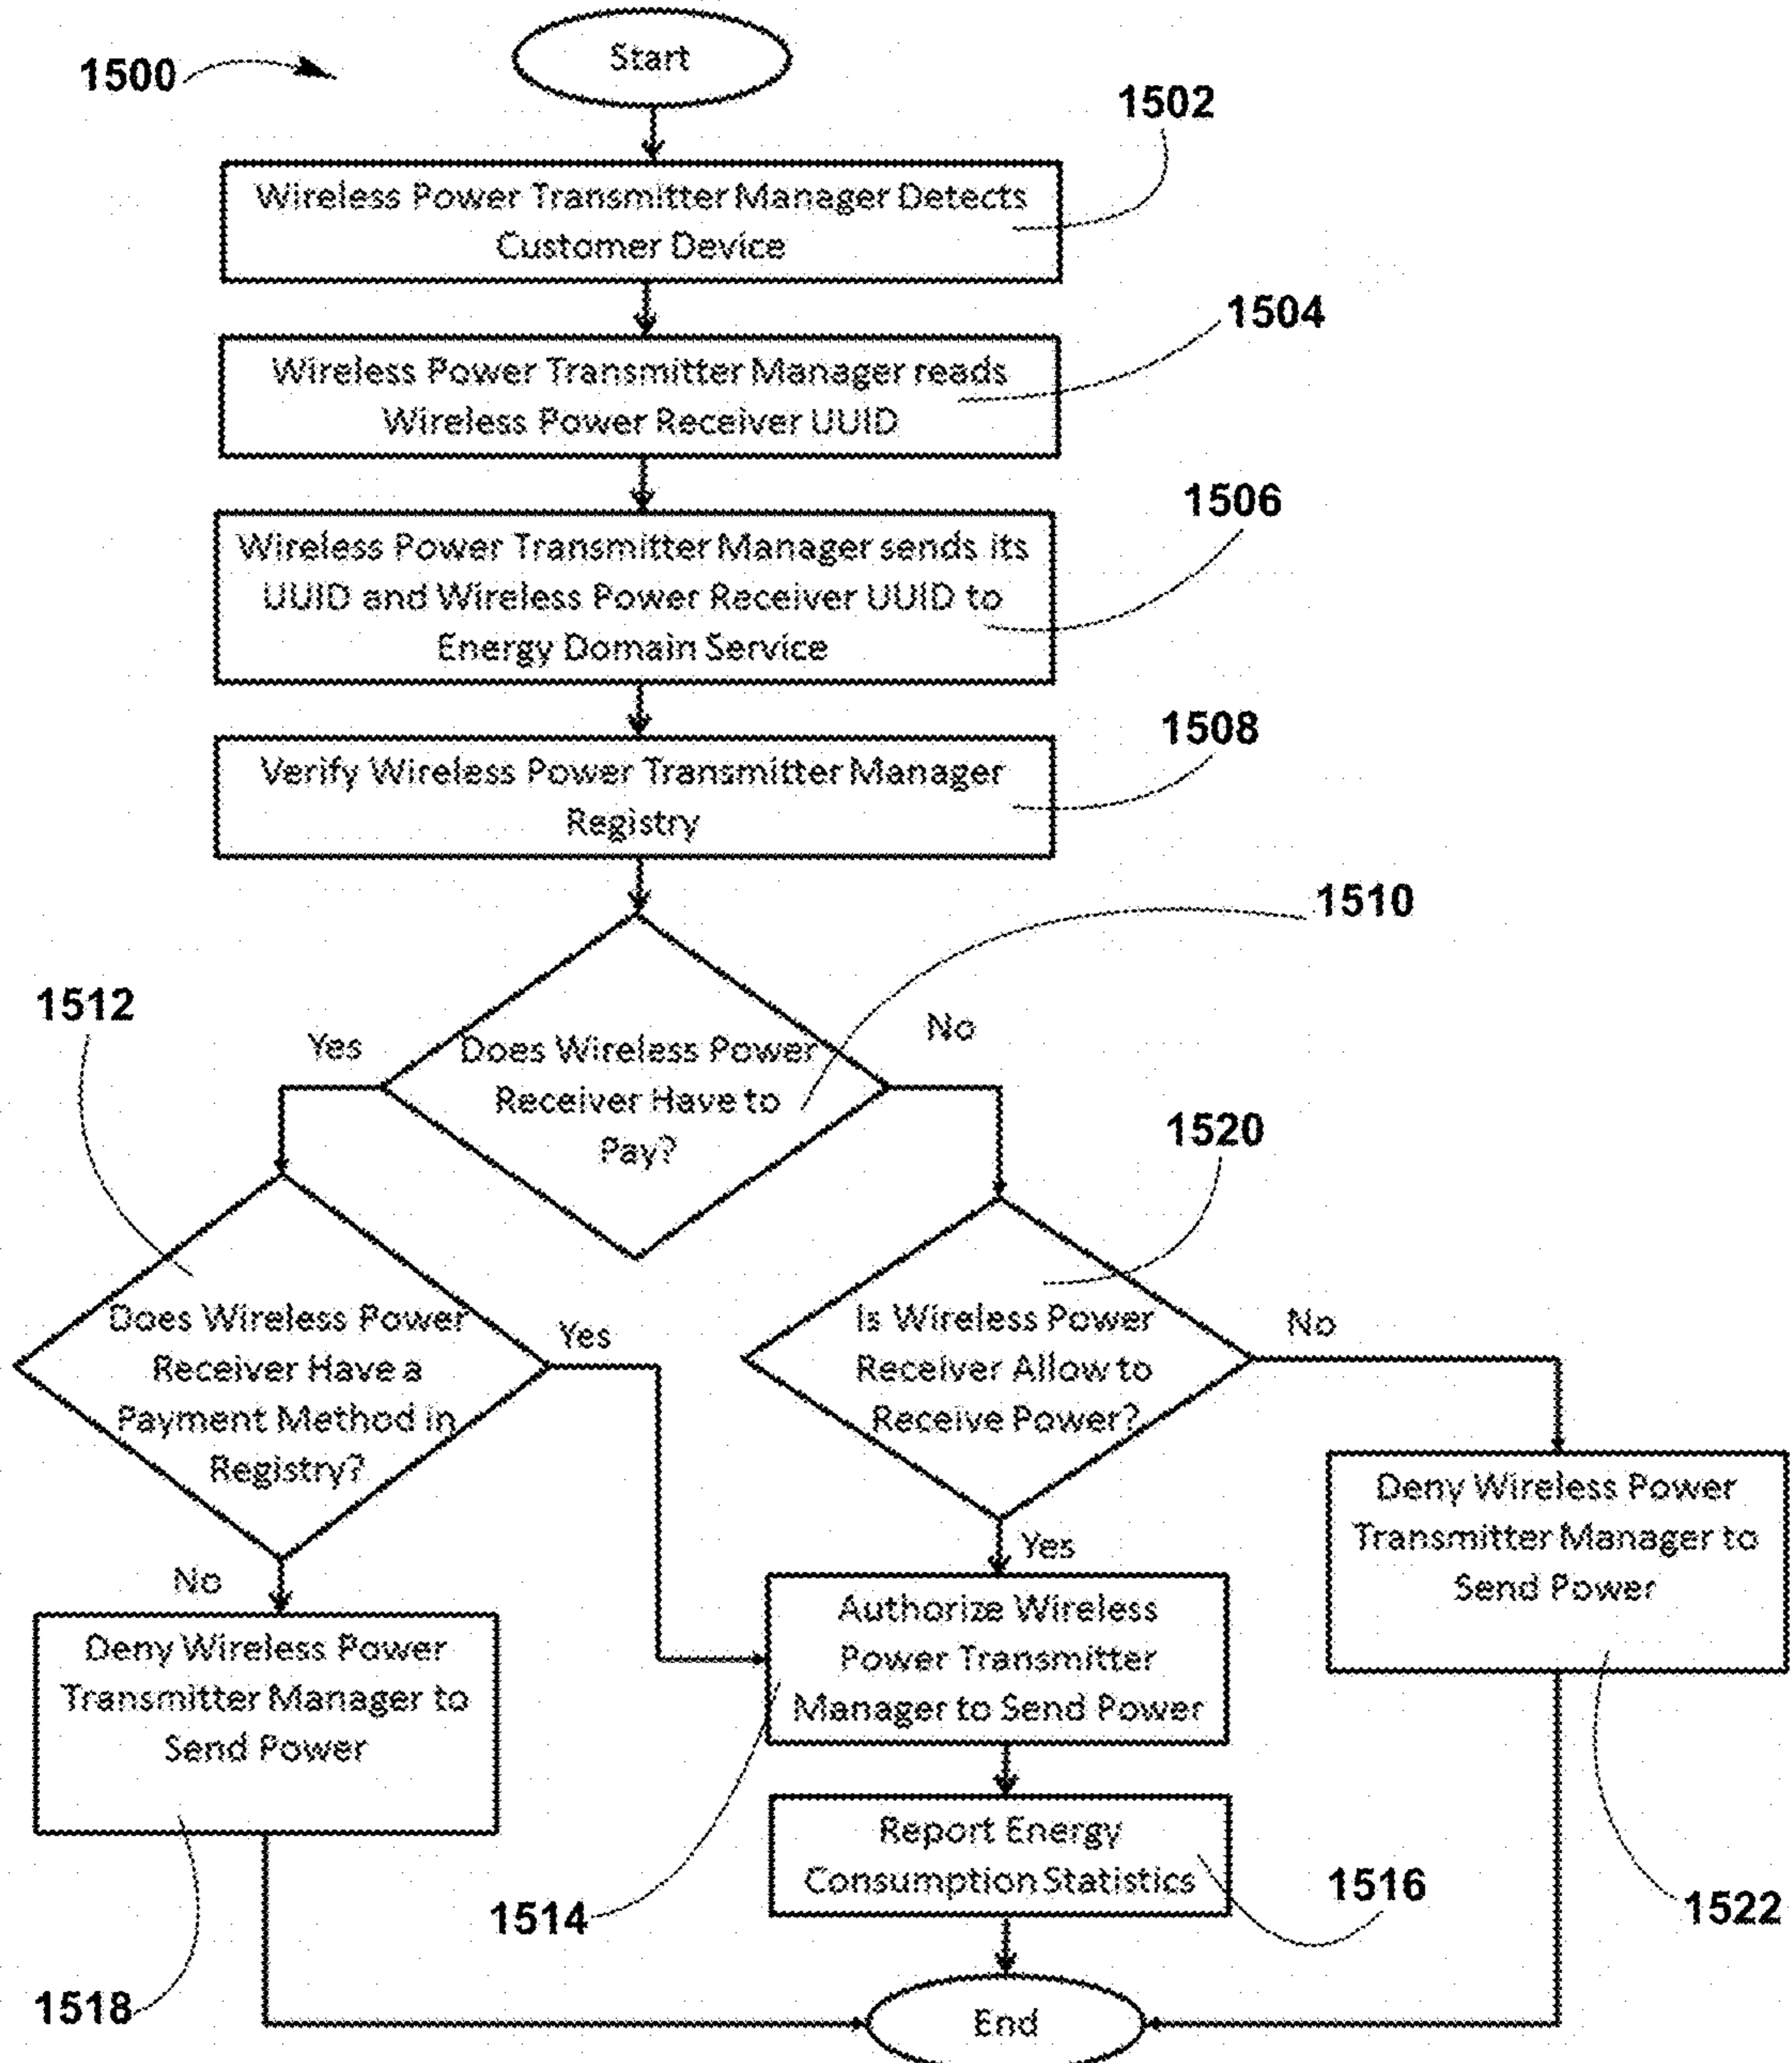 Start
1500
1502
Wireless Power Transmitter Manager Detects
Customer Device
1504
Wireless Power Transmitter Manager reads
Wireless Power Receiver UUID
1506
Wireless Power Transmitter Manager sends its
UUID and Wireless Power Receiver UUID to
Energy Domain Service
1508
Verify Wireless Power Transmitter Manager
Registry
1510
1512
Yes
No
Does Wireless Power
Receiver Have to
Pay?
1520
Does Wireless Power
Receiver Have a
Payment Method in
Registry?
Yes
Is Wireless Power
Receiver Allow to
Receive Power?
No
No
Yes
Deny Wireless Power
Transmitter Manager to
Send Power
Authorize Wireless
Power Transmitter
Manager to Send Power
Deny Wireless Power
Transmitter Manager to
Send Power
Report Energy
Consumption Statistics
1514
1516
1522
1518
End